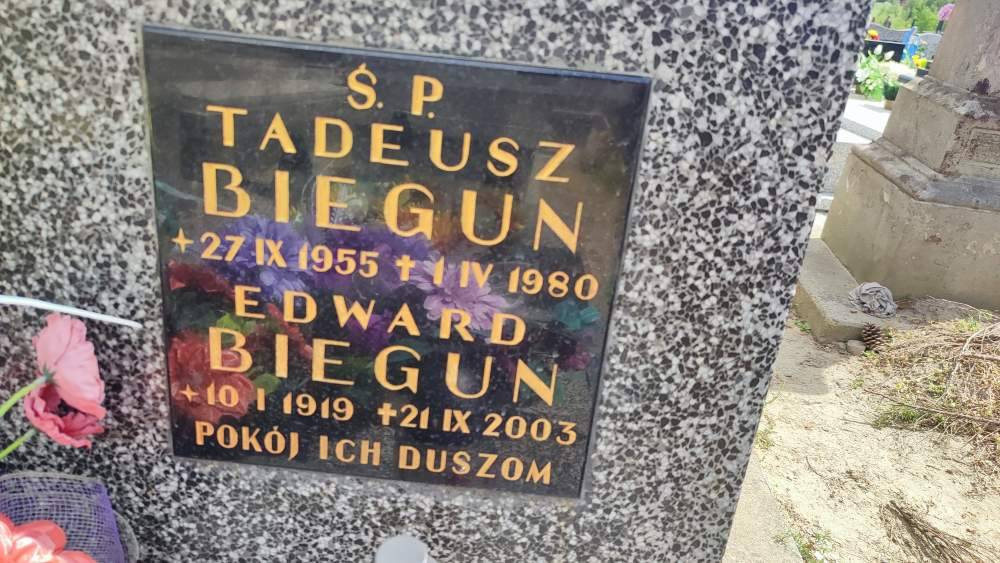 Ś. P.
TADEUSZ
BIEGUN
+ 27 IX 1955 ✝ 1 IV 1980
EDWARD
BIEGUN
+ 10 I 1919 ✝ 21 IX 2003
POKÓJ ICH DUSZOM